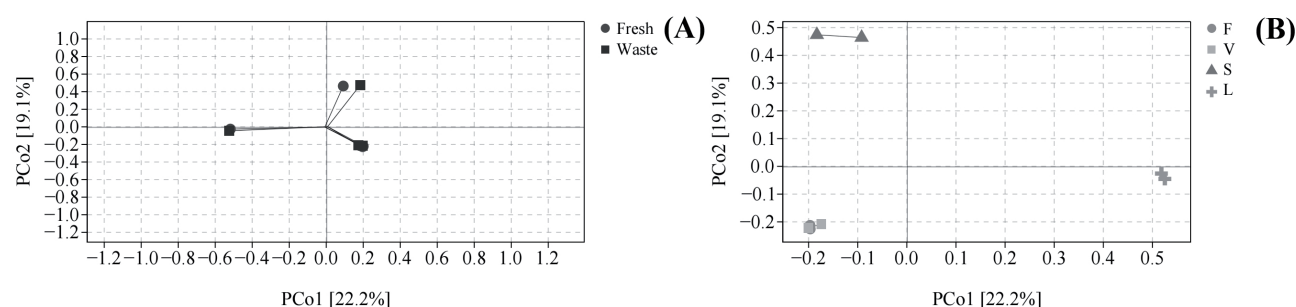 1.0
0.8
0.6
0.4
0.2
0.0
−0.2
−0.4
−0.6
−0.8
−1.0
−1.2
PCo2 [19.1%]
−1.2 −1.0 −0.8 −0.6 −0.4 −0.2 0.0 0.2 0.4 0.6 0.8 1.0 1.2
PCo1 [22.2%]
Fresh
Waste
(A)
0.5
0.4
0.3
0.2
0.1
0.0
−0.1
−0.2
PCo2 [19.1%]
−0.2 −0.1 0.0 0.1 0.2 0.3 0.4 0.5
PCo1 [22.2%]
F
V
S
L
(B)